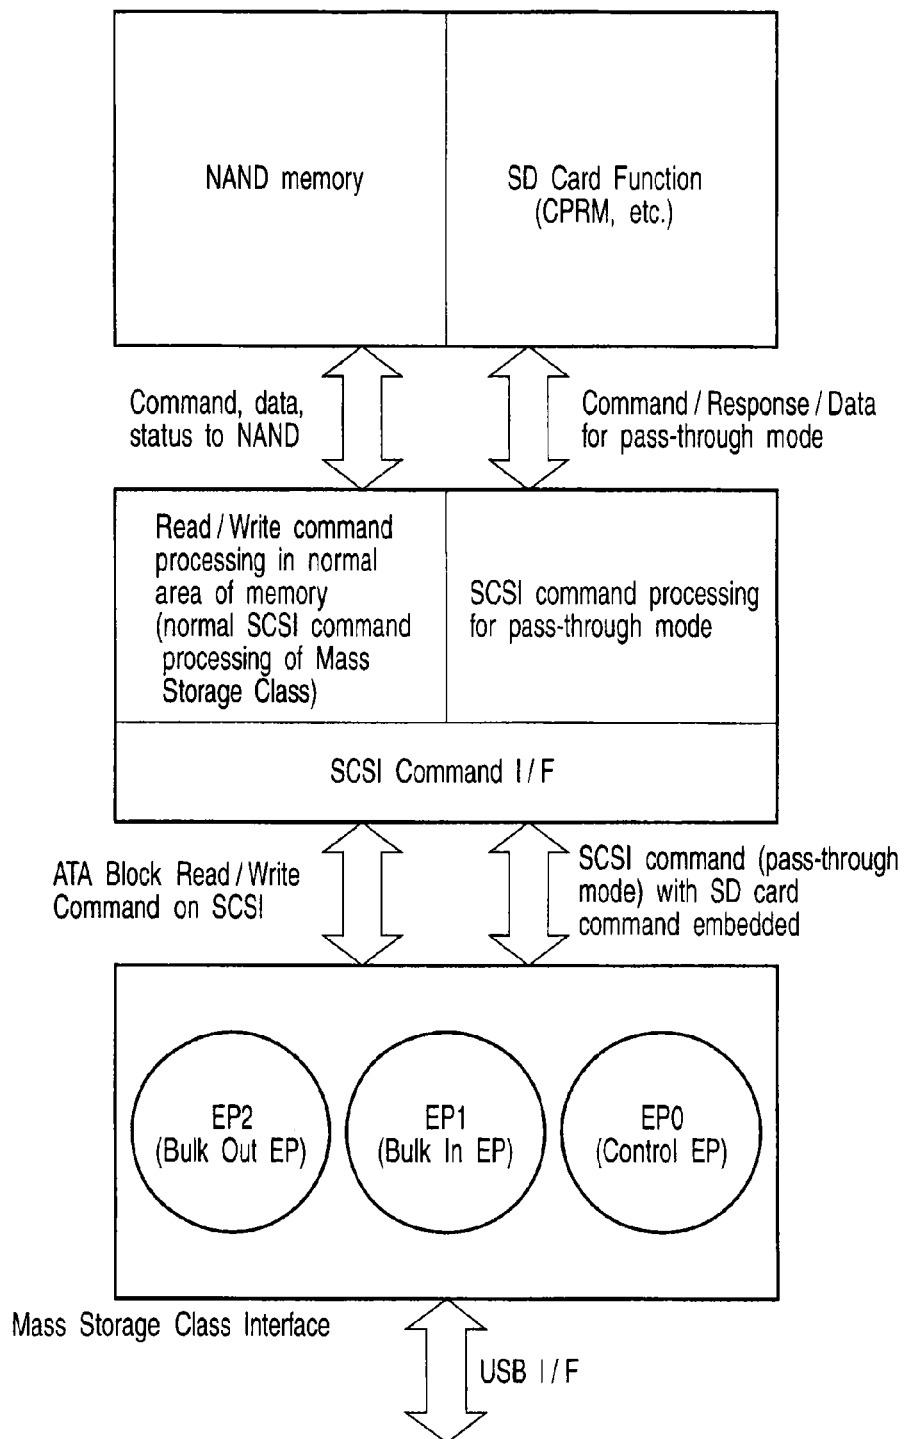 NAND memory
SD Card Function
(CPRM, etc.)
Command, data,
status to NAND
Command / Response / Data
for pass-through mode
Read / Write command
processing in normal
area of memory
(normal SCSI command
processing of Mass
Storage Class)
SCSI command processing
for pass-through mode
SCSI Command I / F
ATA Block Read / Write
Command on SCSI
SCSI command (pass-through
mode) with SD card
command embedded
EP2
(Bulk Out EP)
EP1
(Bulk In EP)
EP0
(Control EP)
Mass Storage Class Interface
USB I / F